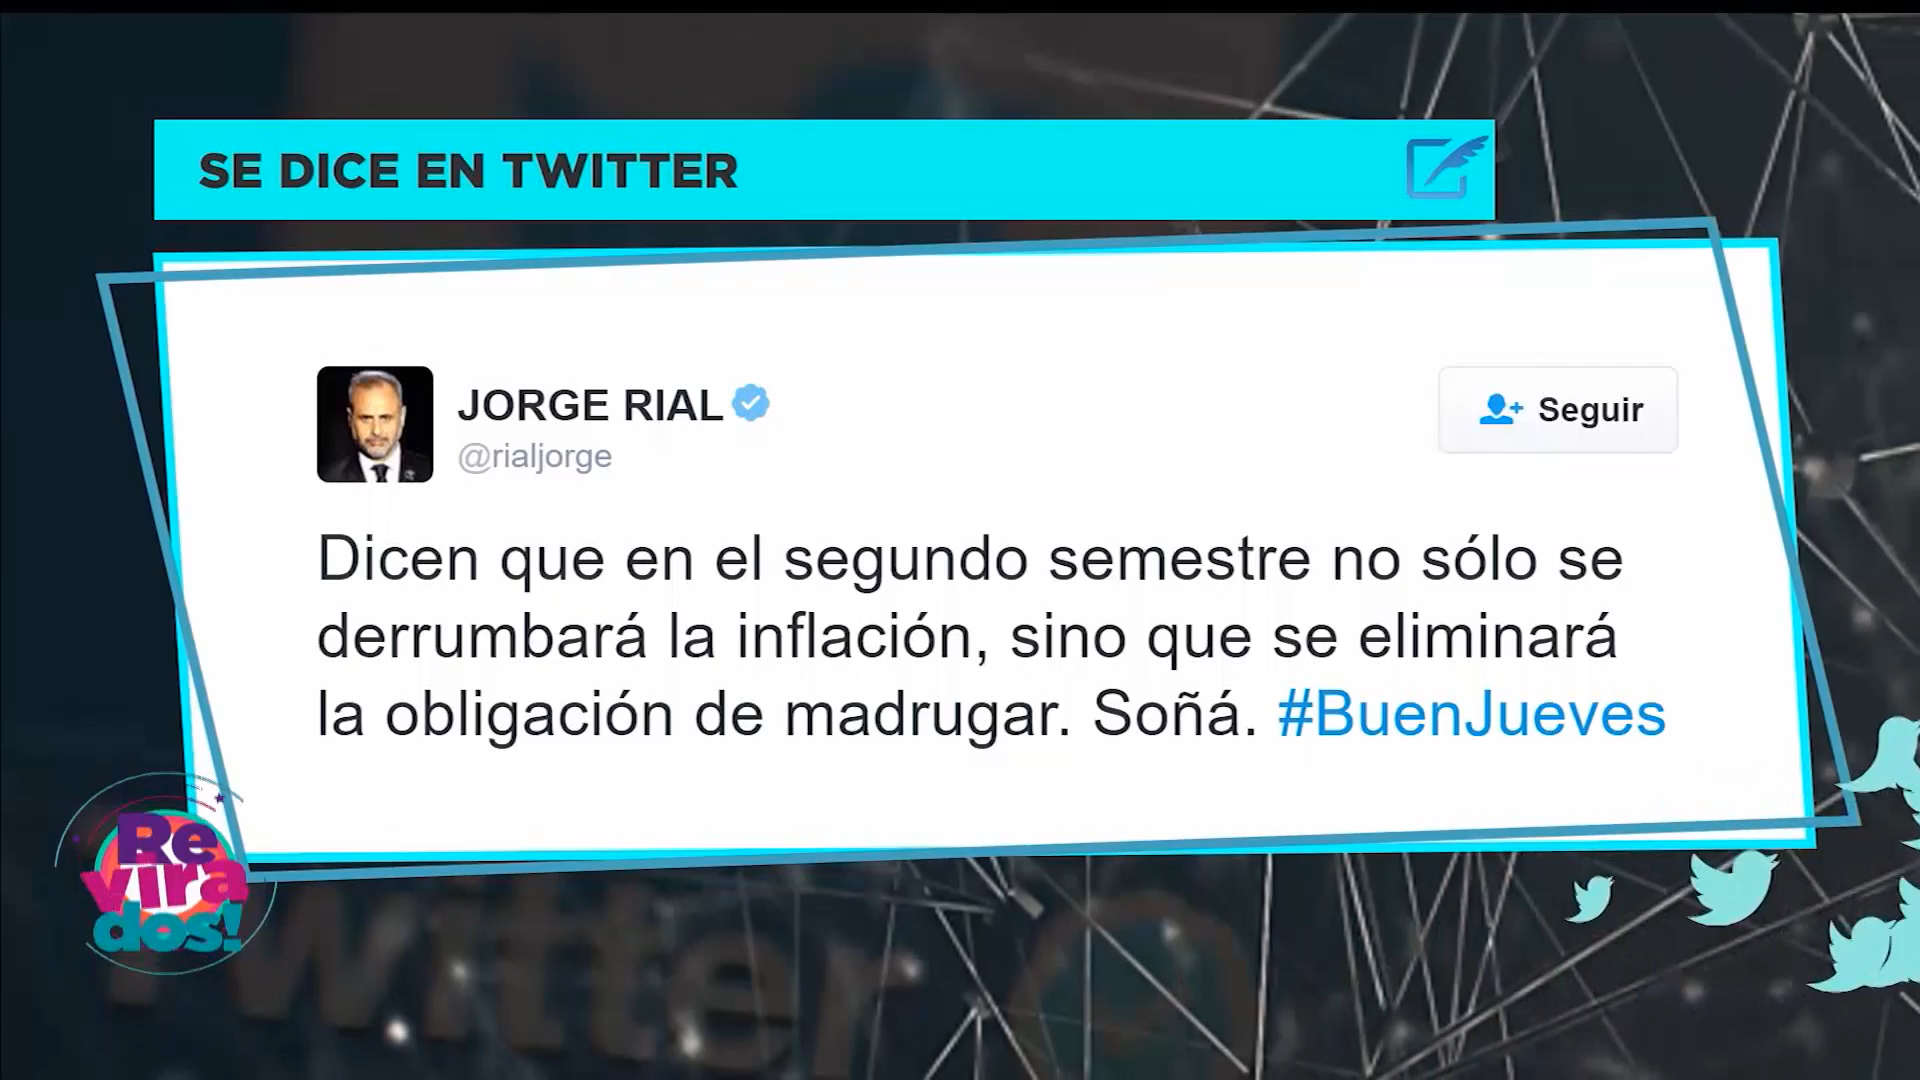 SE DICE EN TWITTER
JORGE RIAL
@rialjorge
Seguir
Dicen que en el segundo semestre no sólo se
derrumbará la inflación, sino que se eliminará
la obligación de madrugar. Soñá. #BuenJueves
Re
vira
dos!
twitter